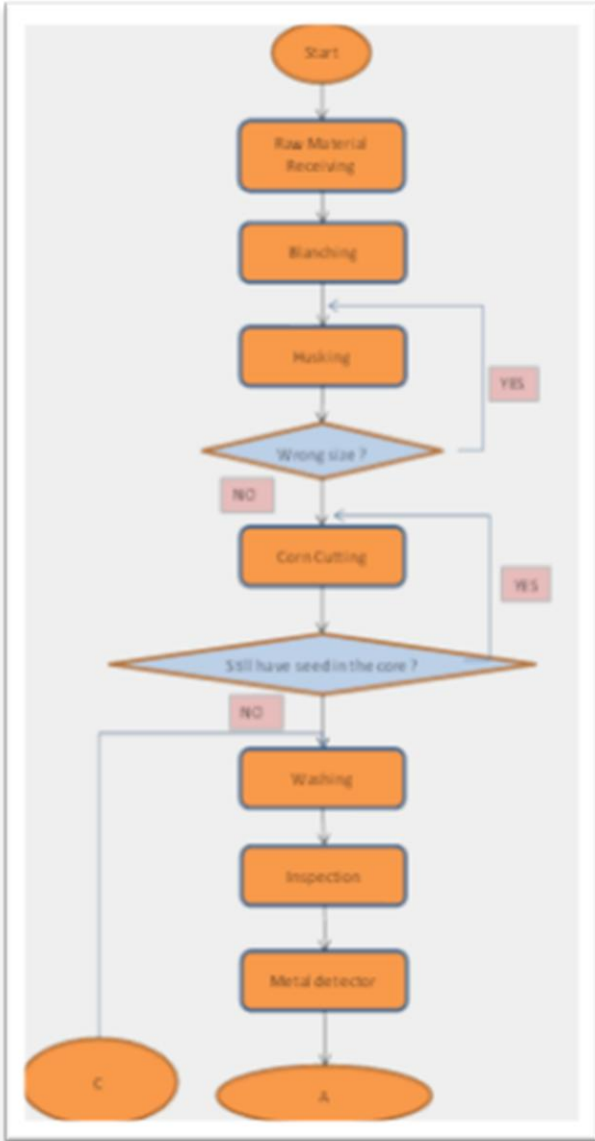 Start
Raw Material
Receiving
Blanching
Husking
YES
Wrong size ?
NO
Corn Cutting
YES
Still have seed in the core ?
NO
Washing
Inspection
Metal detector
C
A